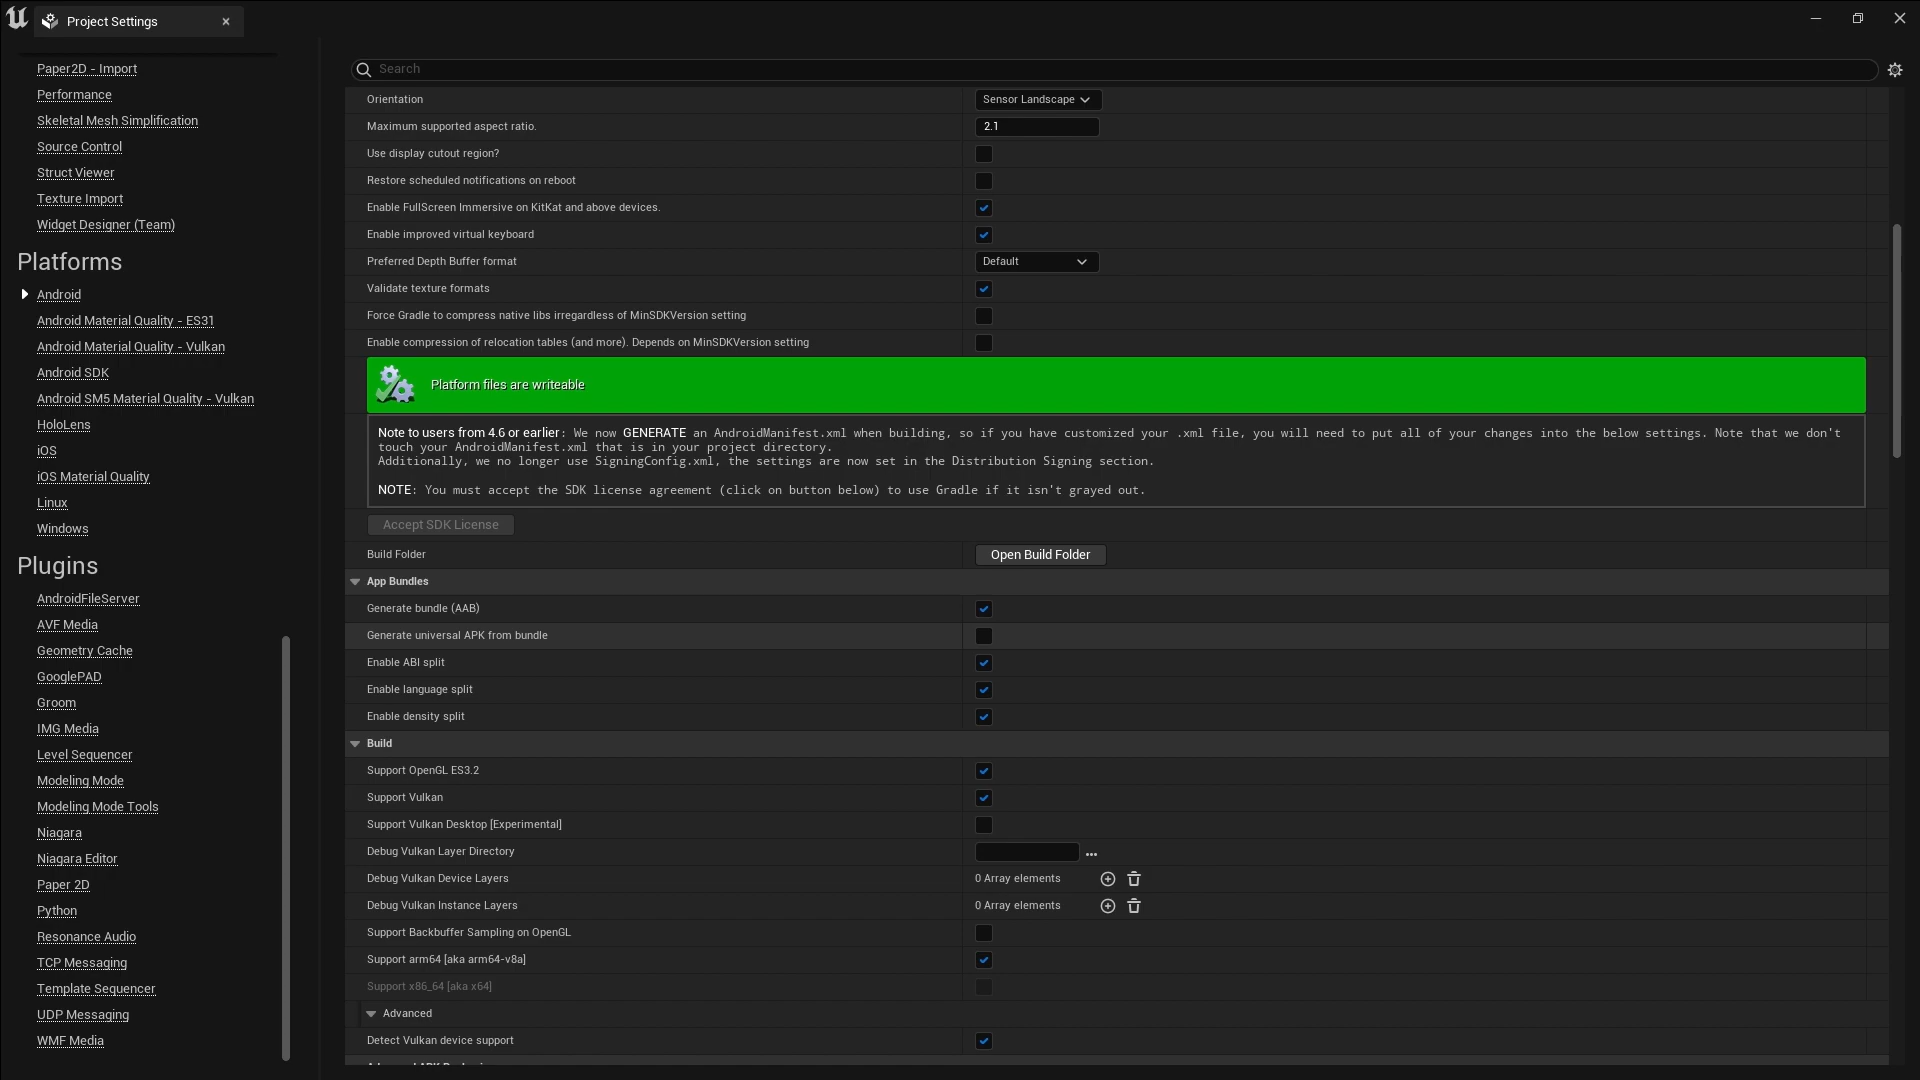 Project Settings
Paper2D - Import
Performance
Skeletal Mesh Simplification
Source Control
Struct Viewer
Texture Import
Widget Designer (Team)
Platforms
Android
Android Material Quality - ES31
Android Material Quality - Vulkan
Android SDK
Android SM5 Material Quality - Vulkan
HoloLens
iOS
iOS Material Quality
Linux
Windows
Plugins
AndroidFileServer
AVF Media
Geometry Cache
GooglePAD
Groom
IMG Media
Level Sequencer
Modeling Mode
Modeling Mode Tools
Niagara
Niagara Editor
Paper 2D
Python
Resonance Audio
TCP Messaging
Template Sequencer
UDP Messaging
WMF Media
Search
Orientation Sensor Landscape
Maximum supported aspect ratio. 2.1
Use display cutout region?
Restore scheduled notifications on reboot
Enable FullScreen Immersive on KitKat and above devices.
Enable improved virtual keyboard
Preferred Depth Buffer format Default
Validate texture formats
Force Gradle to compress native libs irregardless of MinSDKVersion setting
Enable compression of relocation tables (and more). Depends on MinSDKVersion setting
Platform files are writeable
Note to users from 4.6 or earlier: We now GENERATE an AndroidManifest.xml when building, so if you have customized your .xml file, you will need to put all of your changes into the below settings. Note that we don't
touch your AndroidManifest.xml that is in your project directory.
Additionally, we no longer use SigningConfig.xml, the settings are now set in the Distribution Signing section.
NOTE: You must accept the SDK license agreement (click on button below) to use Gradle if it isn't grayed out.
Accept SDK License
Build Folder Open Build Folder
App Bundles
Generate bundle (AAB)
Generate universal APK from bundle
Enable ABI split
Enable language split
Enable density split
Build
Support OpenGL ES3.2
Support Vulkan
Support Vulkan Desktop [Experimental]
Debug Vulkan Layer Directory ...
Debug Vulkan Device Layers 0 Array elements
Debug Vulkan Instance Layers 0 Array elements
Support Backbuffer Sampling on OpenGL
Support arm64 [aka arm64-v8a]
Support x86_64 [aka x64]
Advanced
Detect Vulkan device support